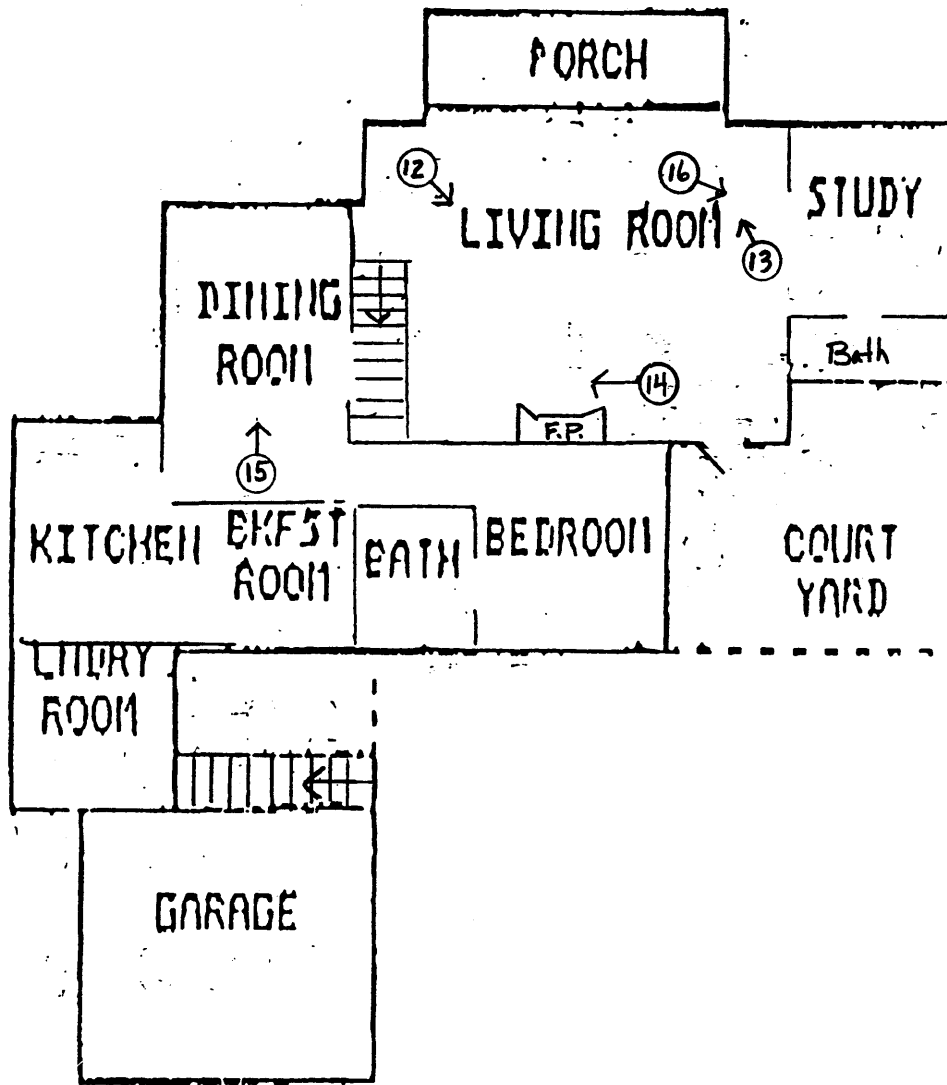 PORCH
12
16
STUDY
LIVING ROOM
13
DINING
ROOM
Bath
14
F.P.
15
KITCHEN
BKFST
ROOM
BATH
BEDROOM
COURT
YARD
LNDRY
ROOM
GARAGE